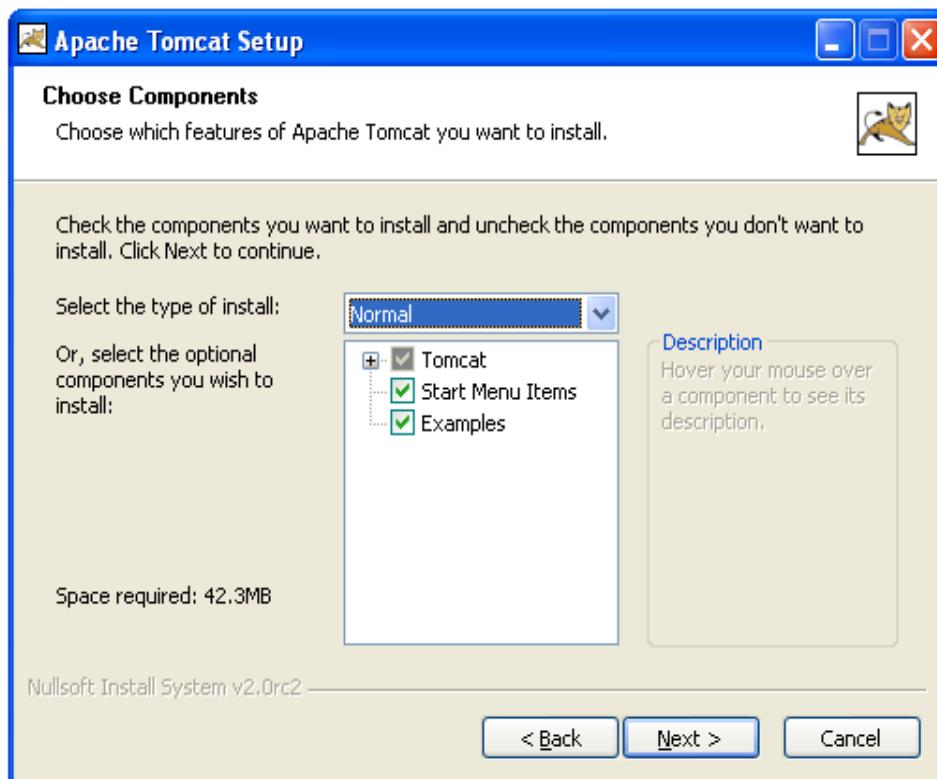 Apache Tomcat Setup
Choose Components
Choose which features of Apache Tomcat you want to install.
Check the components you want to install and uncheck the components you don't want to
install. Click Next to continue.
Select the type of install:
Normal
Or, select the optional
components you wish to
install:
Tomcat
Start Menu Items
Examples
Description
Hover your mouse over
a component to see its
description.
Space required: 42.3MB
Nullsoft Install System v2.0rc2
< Back
Next >
Cancel